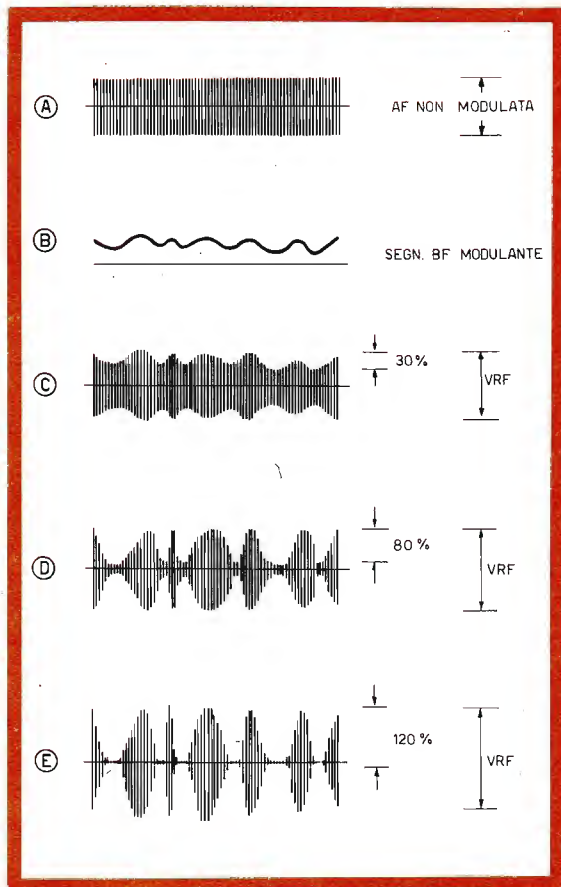 A
AF NON MODULATA
B
SEGN. BF MODULANTE
C
30%
VRF
D
80%
VRF
E
120%
VRF